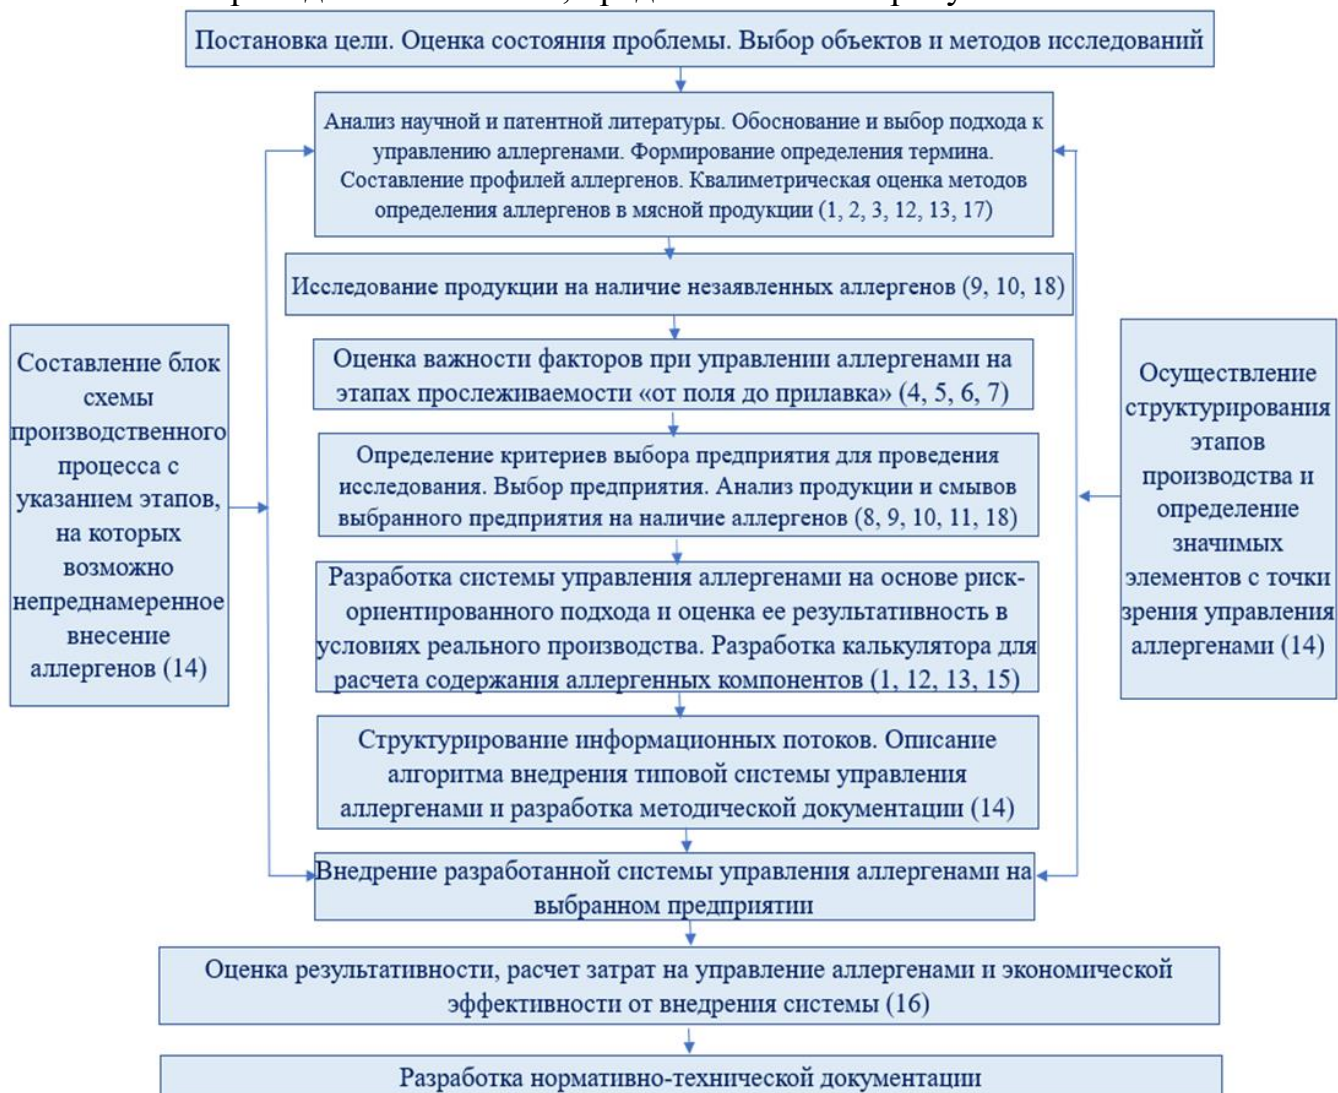 Постановка цели. Оценка состояния проблемы. Выбор объектов и методов исследований
Анализ научной и патентной литературы. Обоснование и выбор подхода к
управлению аллергенами. Формирование определения термина.
Составление профилей аллергенов. Квалиметрическая оценка методов
определения аллергенов в мясной продукции (1, 2, 3, 12, 13, 17)
Исследование продукции на наличие незаявленных аллергенов (9, 10, 18)
Составление блок
схемы
производственного
процесса с
указанием этапов,
на которых
возможно
непреднамеренное
внесение
аллергенов (14)
Оценка важности факторов при управлении аллергенами на
этапах прослеживаемости «от поля до прилавка» (4, 5, 6, 7)
Определение критериев выбора предприятия для проведения
исследования. Выбор предприятия. Анализ продукции и смывов
выбранного предприятия на наличие аллергенов (8, 9, 10, 11, 18)
Разработка системы управления аллергенами на основе риск-
ориентированного подхода и оценка ее результативность в
условиях реального производства. Разработка калькулятора для
расчета содержания аллергенных компонентов (1, 12, 13, 15)
Структурирование информационных потоков. Описание
алгоритма внедрения типовой системы управления
аллергенами и разработка методической документации (14)
Осуществление
структурирования
этапов
производства и
определение
значимых
элементов с точки
зрения управления
аллергенами (14)
Внедрение разработанной системы управления аллергенами на
выбранном предприятии
Оценка результативности, расчет затрат на управление аллергенами и экономической
эффективности от внедрения системы (16)
Разработка нормативно-технической документации